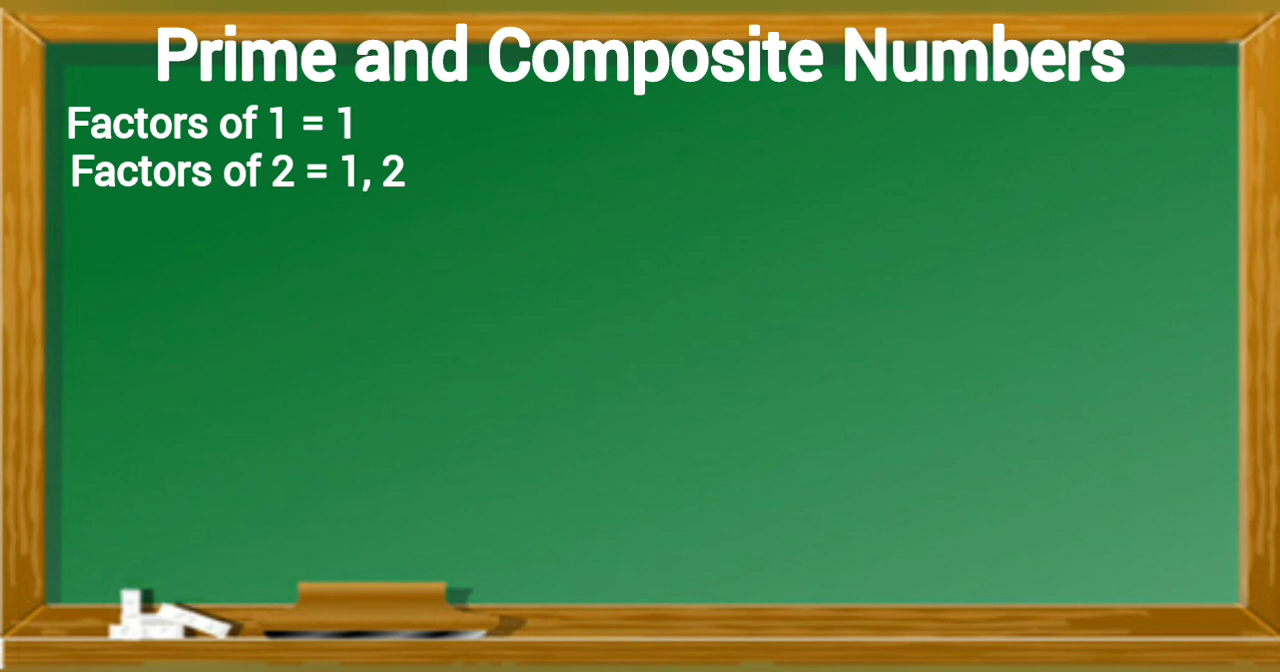 Prime and Composite Numbers
Factors of 1 = 1
Factors of 2 = 1, 2